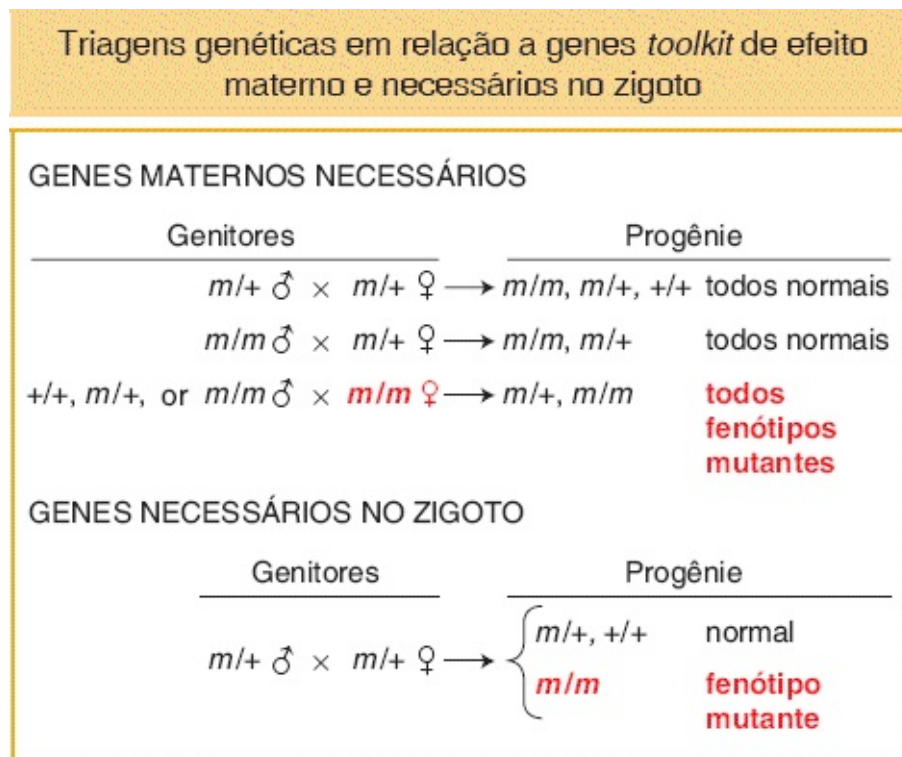 Triagens genéticas em relação a genes toolkit de efeito
materno e necessários no zigoto
GENES MATERNOS NECESSÁRIOS
Genitores Progênie
m/+ ♂ × m/+ ♀ → m/m, m/+, +/+ todos normais
m/m ♂ × m/+ ♀ → m/m, m/+ todos normais
+/+, m/+, or m/m ♂ × m/m ♀ → m/+, m/m todos
fenótipos
mutantes
GENES NECESSÁRIOS NO ZIGOTO
Genitores Progênie
m/+ ♂ × m/+ ♀ → { m/+, +/+ normal
m/m fenótipo
mutante